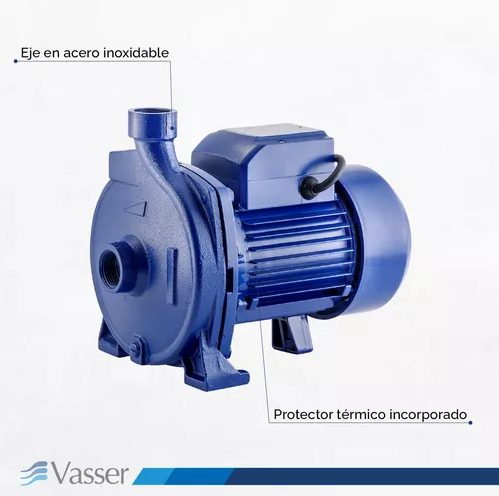 Eje en acero inoxidable
Protector térmico incorporado
Vasser